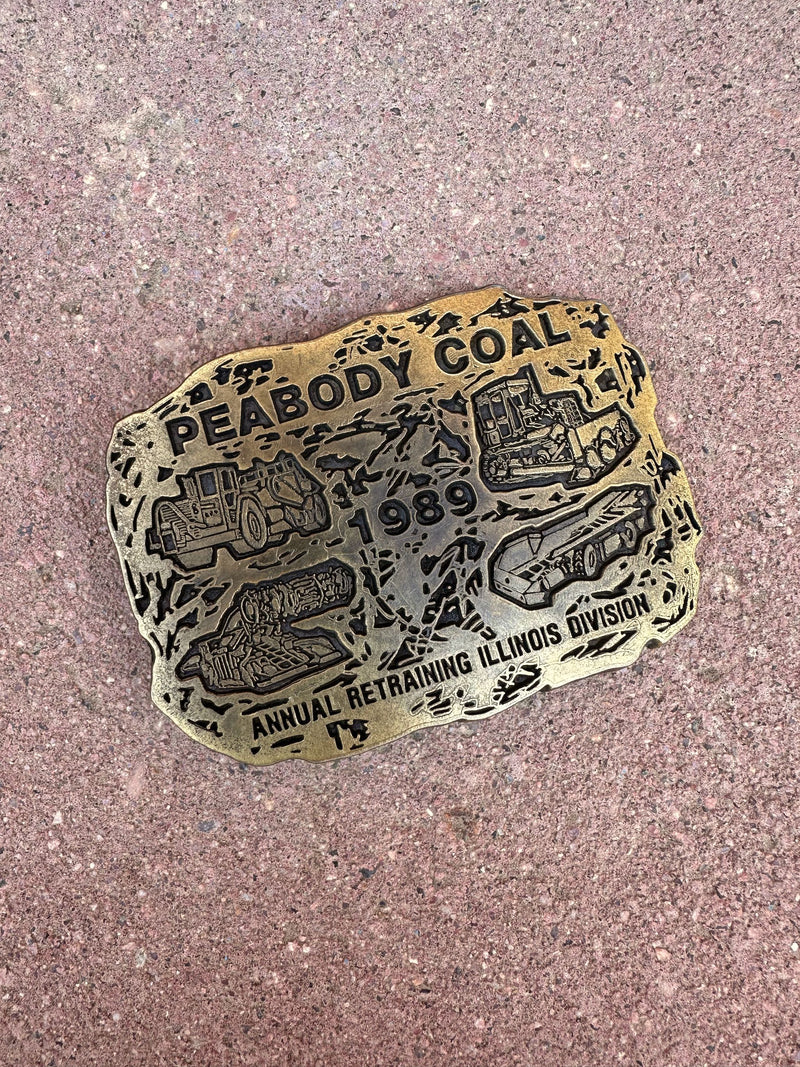 PEABODY COAL
1989
ANNUAL RETRAINING ILLINOIS DIVISION